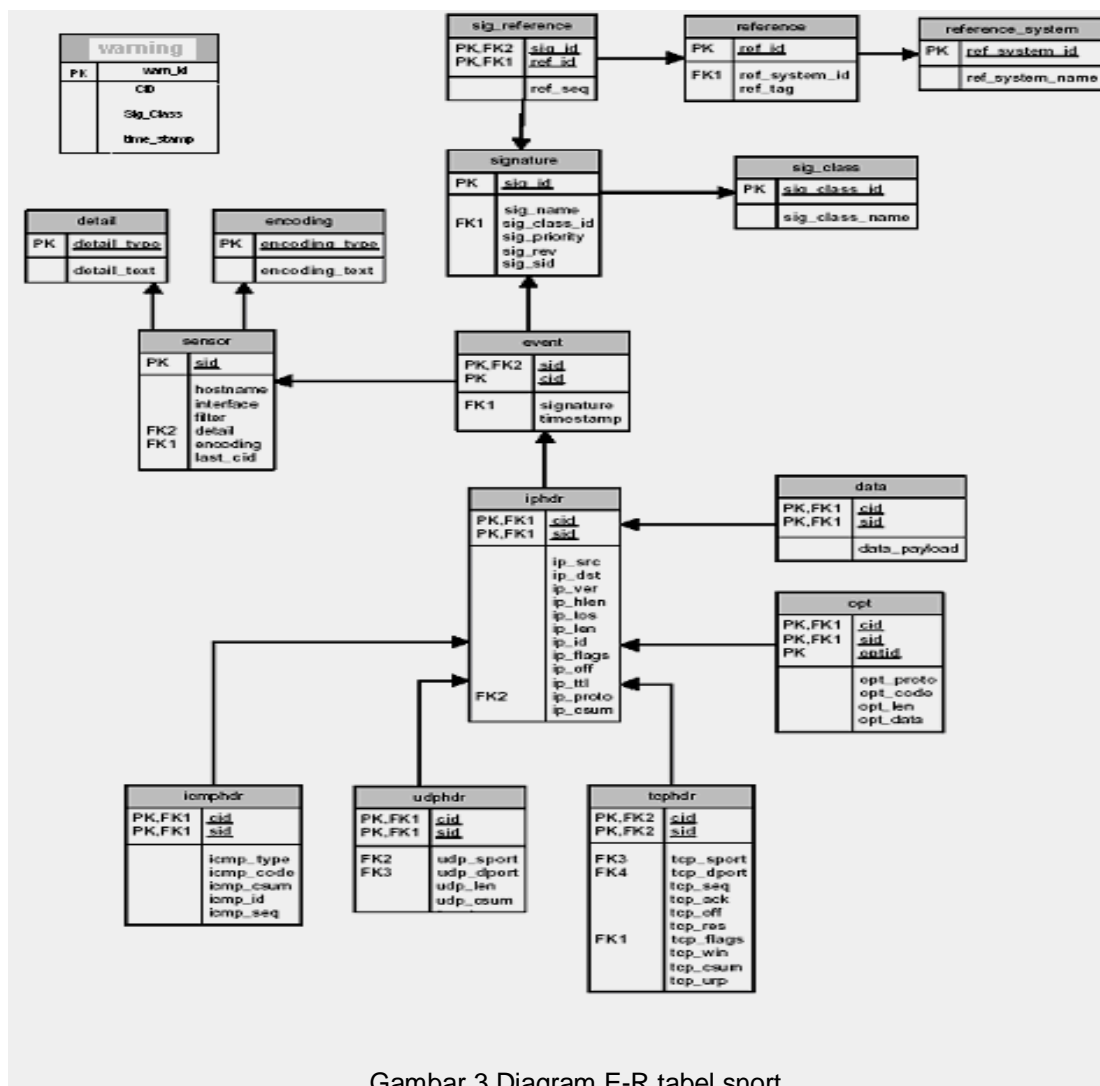 warning
PK warn_id
CID
Sig_Class
time_stamp
sig_reference
PK,FK2 sig_id
PK,FK1 ref_id
ref_seq
reference
PK ref_id
FK1 ref_system_id
ref_tag
reference_system
PK ref_system_id
ref_system_name
signature
PK sig_id
sig_name
FK1 sig_class_id
sig_priority
sig_rev
sig_sid
sig_class
PK sig_class_id
sig_class_name
detail
PK detail_type
detail_text
encoding
PK encoding_type
encoding_text
sensor
PK sid
hostname
interface
filter
FK2 detail
FK1 encoding
last_cid
event
PK,FK2 sid
PK cid
FK1 signature
timestamp
iphdr
PK,FK1 cid
PK,FK1 sid
ip_src
ip_dst
ip_ver
ip_hlen
ip_tos
ip_len
ip_id
ip_flags
ip_off
ip_ttl
FK2 ip_proto
ip_csum
data
PK,FK1 cid
PK,FK1 sid
data_payload
opt
PK,FK1 cid
PK,FK1 sid
PK optid
opt_proto
opt_code
opt_len
opt_data
icmphdr
PK,FK1 cid
PK,FK1 sid
icmp_type
icmp_code
icmp_csum
icmp_id
icmp_seq
udphdr
PK,FK1 cid
PK,FK1 sid
FK2 udp_sport
FK3 udp_dport
udp_len
udp_csum
tcphdr
PK,FK2 cid
PK,FK2 sid
FK3 tcp_sport
FK4 tcp_dport
tcp_seq
tcp_ack
tcp_off
tcp_res
FK1 tcp_flags
tcp_win
tcp_csum
tcp_urp
Gambar 3 Diagram E-R tabel snort